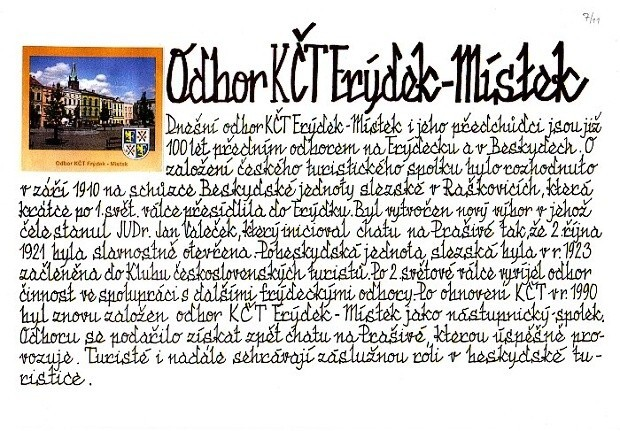 7/11
Odbor KČT Frýdek-Místek
Odbor KČT Frýdek - Místek
Dnešní odbor KČT Frýdek-Místek i jeho předchůdci jsou již
100 let předním odborem na Frýdecku a v Beskydech. O
založení českého turistického spolku bylo rozhodnuto
v září 1910 na schůzce Beskydské jednoty slezské v Raškovicích, která
krátce po 1. svět. válce přesídlila do Frýdku. Byl vytvořen nový výbor v jehož
čele stanul JUDr. Jan Valeček, který inicioval chatu na Prašivé tak, že 2. října
1921 byla slavnostně otevřena. Pobeskydská jednota slezská byla v r. 1923
začleněna do Klubu československých turistů. Po 2 světové válce vyvíjel odbor
činnost ve spolupráci s dalšími frýdeckými odbory. Po obnovení KČT v r. 1990
byl znovu založen odbor KČT Frýdek - Místek jako nástupnický spolek.
Odboru se podařilo získat zpět chatu na Prašivé, kterou úspěšně pro-
vozuje. Turisté i nadále sehrávají záslužnou roli v beskydské tu-
ristice.